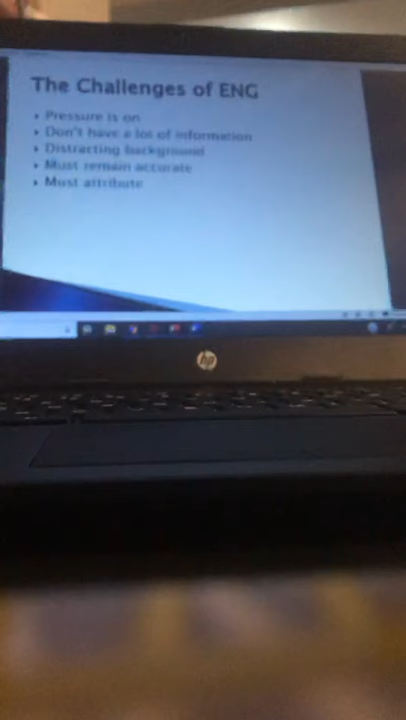 The Challenges of ENG
Pressure is on
Don't have a lot of information
Distracting background
Must remain accurate
Must attribute
hp